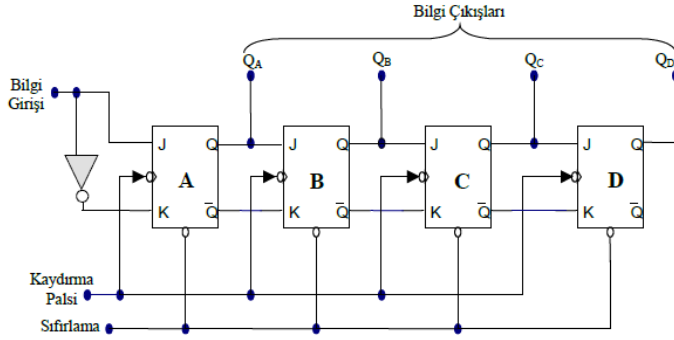 Bilgi Çıkışları
QA QB QC QD
Bilgi
Girişi
J Q J Q J Q J Q
A B C D
K Q̅ K Q̅ K Q̅ K Q̅
Kaydırma
Palsi
Sıfırlama